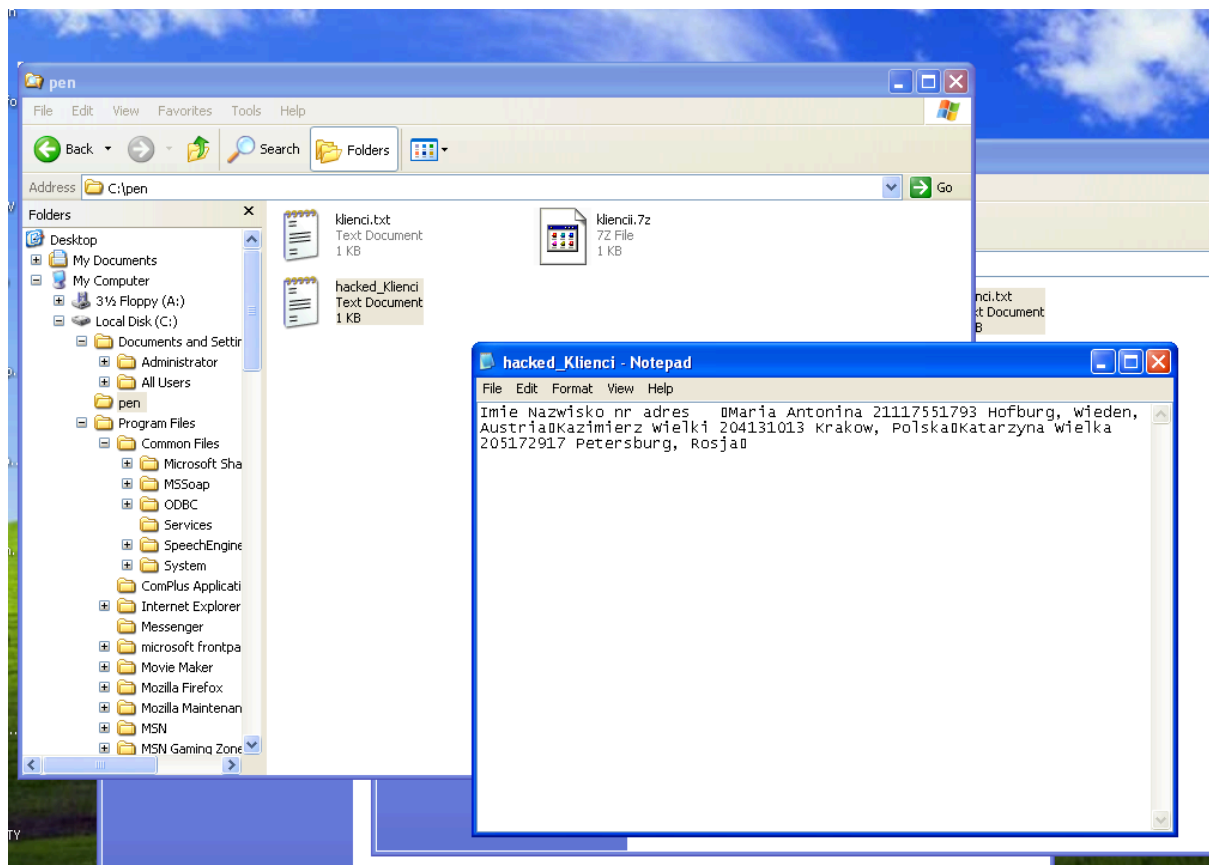 pen
File Edit View Favorites Tools Help
Back Search Folders
Address C:\pen Go
Folders
Desktop
My Documents
My Computer
3½ Floppy (A:)
Local Disk (C:)
Documents and Settir
Administrator
All Users
pen
Program Files
Common Files
Microsoft Sha
MSSoap
ODBC
Services
SpeechEngine
System
ComPlus Applicati
Internet Explorer
Messenger
microsoft frontpa
Movie Maker
Mozilla Firefox
Mozilla Maintenan
MSN
MSN Gaming Zone
klienci.txt
Text Document
1 KB
kliencii.7z
7Z File
1 KB
hacked_Klienci
Text Document
1 KB
nci.txt
xt Document
B
hacked_Klienci - Notepad
File Edit Format View Help
Imie Nazwisko nr adres ▯Maria Antonina 21117551793 Hofburg, Wieden,
Austria▯Kazimierz Wielki 204131013 Krakow, Polska▯Katarzyna Wielka
205172917 Petersburg, Rosja▯
TY